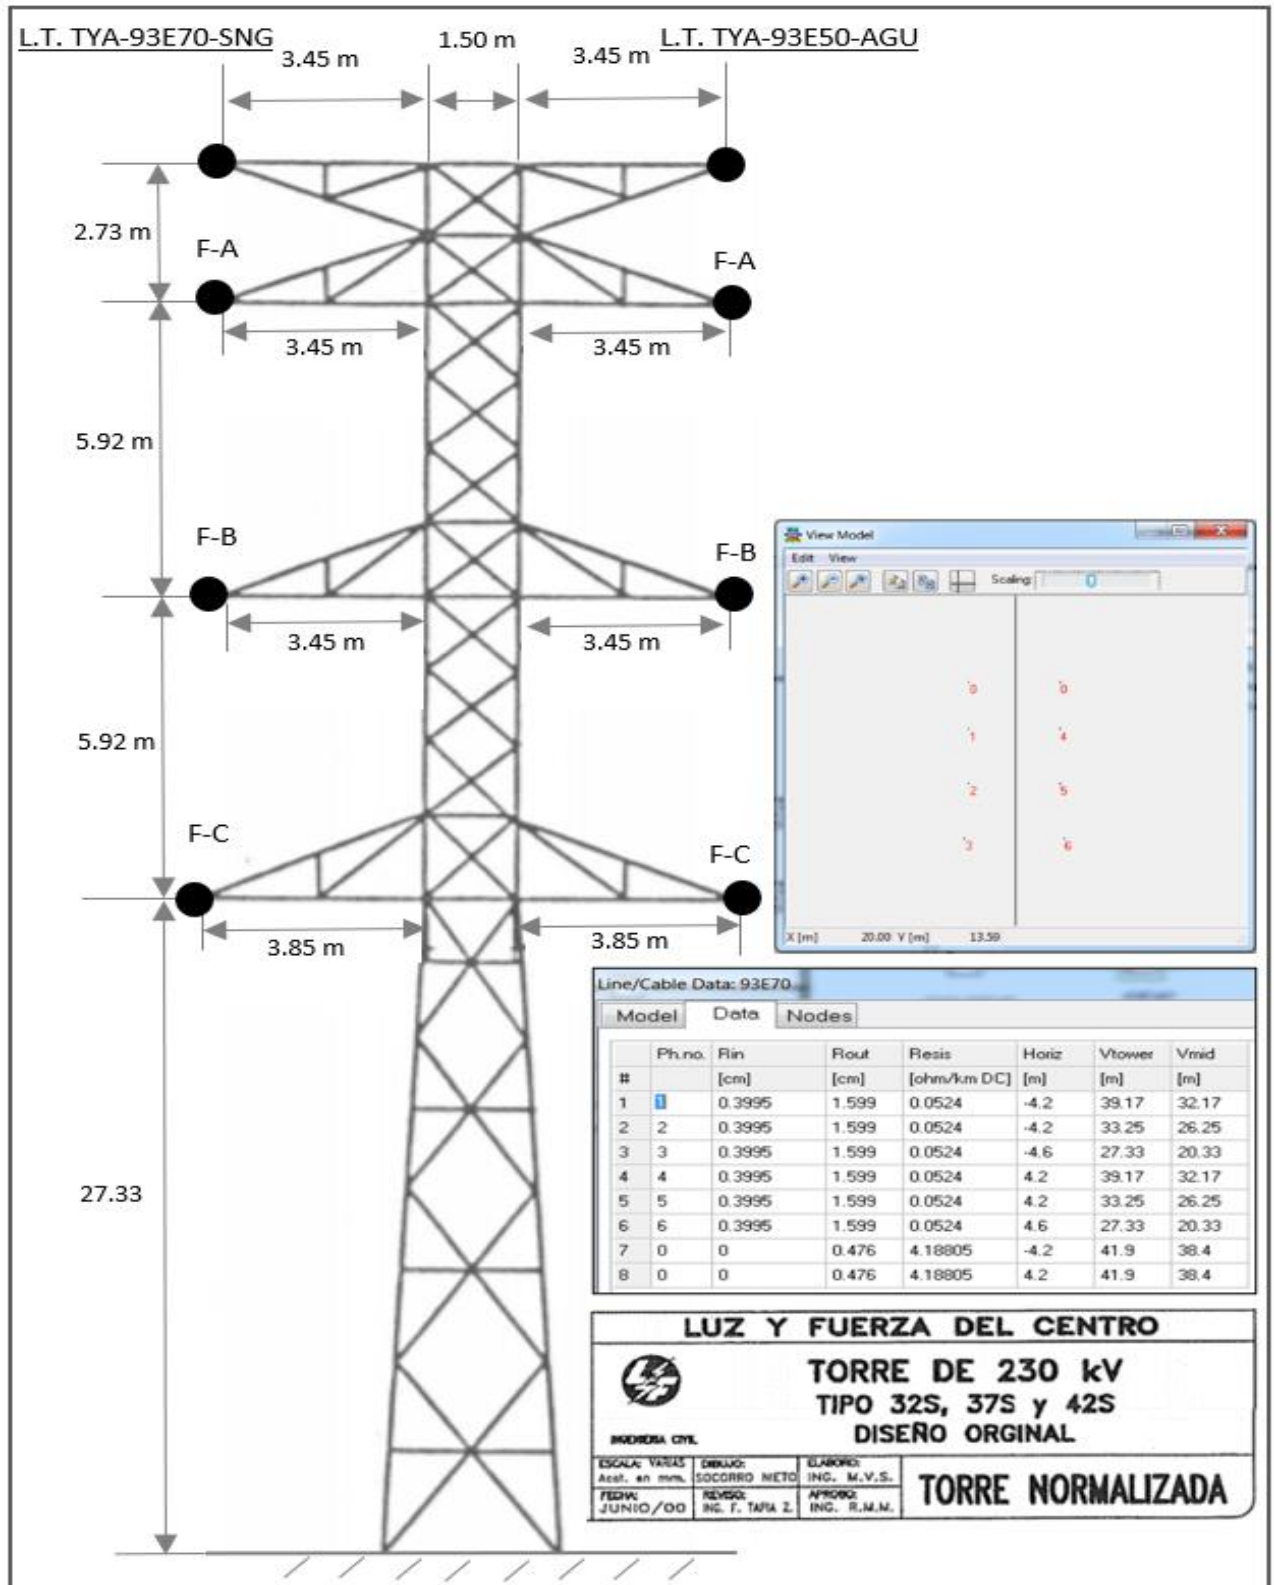 L.T. TYA-93E70-SNG
1.50 m
L.T. TYA-93E50-AGU
3.45 m
3.45 m
2.73 m
F-A
F-A
3.45 m
3.45 m
5.92 m
F-B
F-B
3.45 m
3.45 m
5.92 m
F-C
F-C
3.85 m
3.85 m
27.33
View Model
Edit View
Scaling: 0
0 0
1 4
2 5
3 6
X [m] 20.00 Y [m] 13.59
Line/Cable Data: 93E70
Model Data Nodes
Ph.no. Rin Rout Resis Horiz Vtower Vmid
# [cm] [cm] [ohm/km DC] [m] [m] [m]
1 1 0.3995 1.599 0.0524 -4.2 39.17 32.17
2 2 0.3995 1.599 0.0524 -4.2 33.25 26.25
3 3 0.3995 1.599 0.0524 -4.6 27.33 20.33
4 4 0.3995 1.599 0.0524 4.2 39.17 32.17
5 5 0.3995 1.599 0.0524 4.2 33.25 26.25
6 6 0.3995 1.599 0.0524 4.6 27.33 20.33
7 0 0 0.476 4.18805 -4.2 41.9 38.4
8 0 0 0.476 4.18805 4.2 41.9 38.4
LUZ Y FUERZA DEL CENTRO
TORRE DE 230 kV
TIPO 32S, 37S y 42S
DISEÑO ORGINAL
INGENIERIA CIVIL
ESCALA: VARIAS
Acot. en mm.
DIBUJO:
SOCORRO NIETO
ELABORO:
ING. M.V.S.
FECHA:
JUNIO/00
REVISO:
ING. F. TAPIA Z.
APROBO:
ING. R.M.M.
TORRE NORMALIZADA